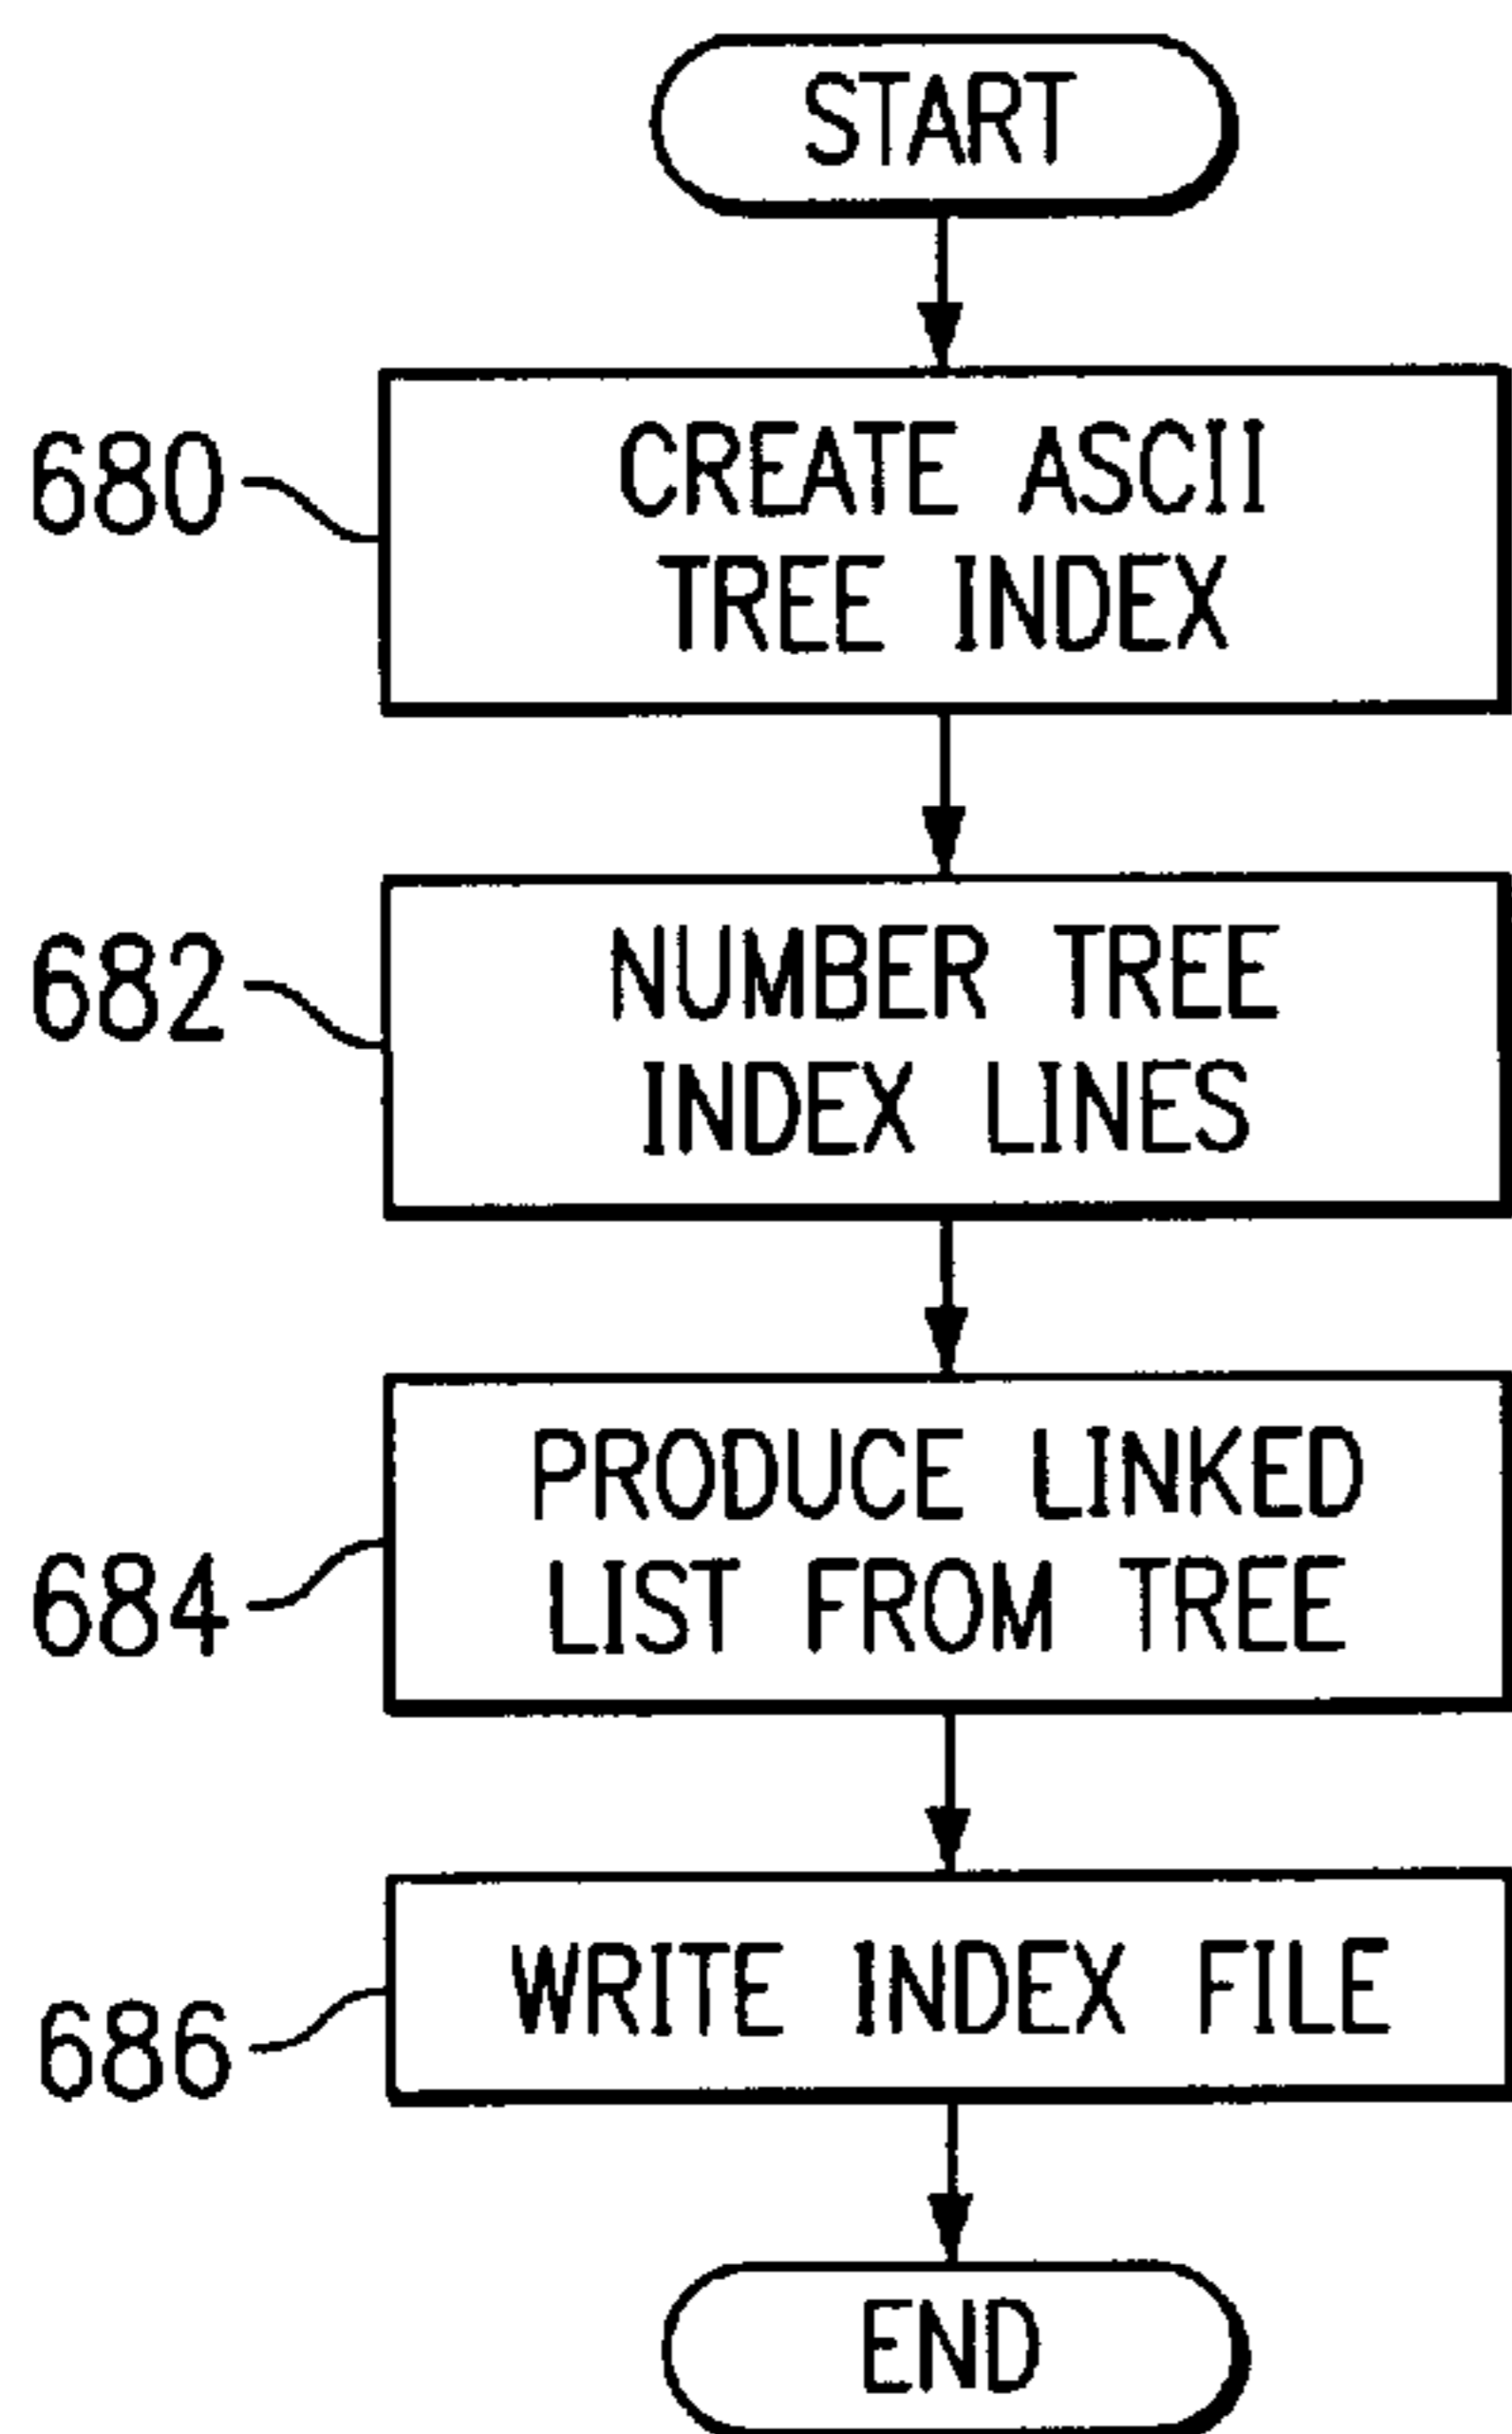 START
680
CREATE ASCII
TREE INDEX
682
NUMBER TREE
INDEX LINES
684
PRODUCE LINKED
LIST FROM TREE
686
WRITE INDEX FILE
END